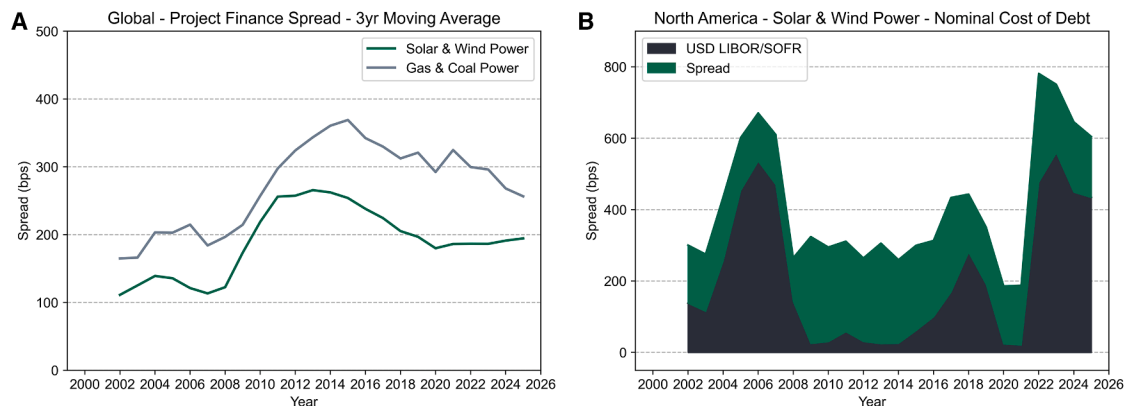 A
Global - Project Finance Spread - 3yr Moving Average
Spread (bps)
500
400
300
200
100
0
Solar & Wind Power
Gas & Coal Power
2000 2002 2004 2006 2008 2010 2012 2014 2016 2018 2020 2022 2024 2026
Year
B
North America - Solar & Wind Power - Nominal Cost of Debt
Spread (bps)
800
600
400
200
0
USD LIBOR/SOFR
Spread
2000 2002 2004 2006 2008 2010 2012 2014 2016 2018 2020 2022 2024 2026
Year